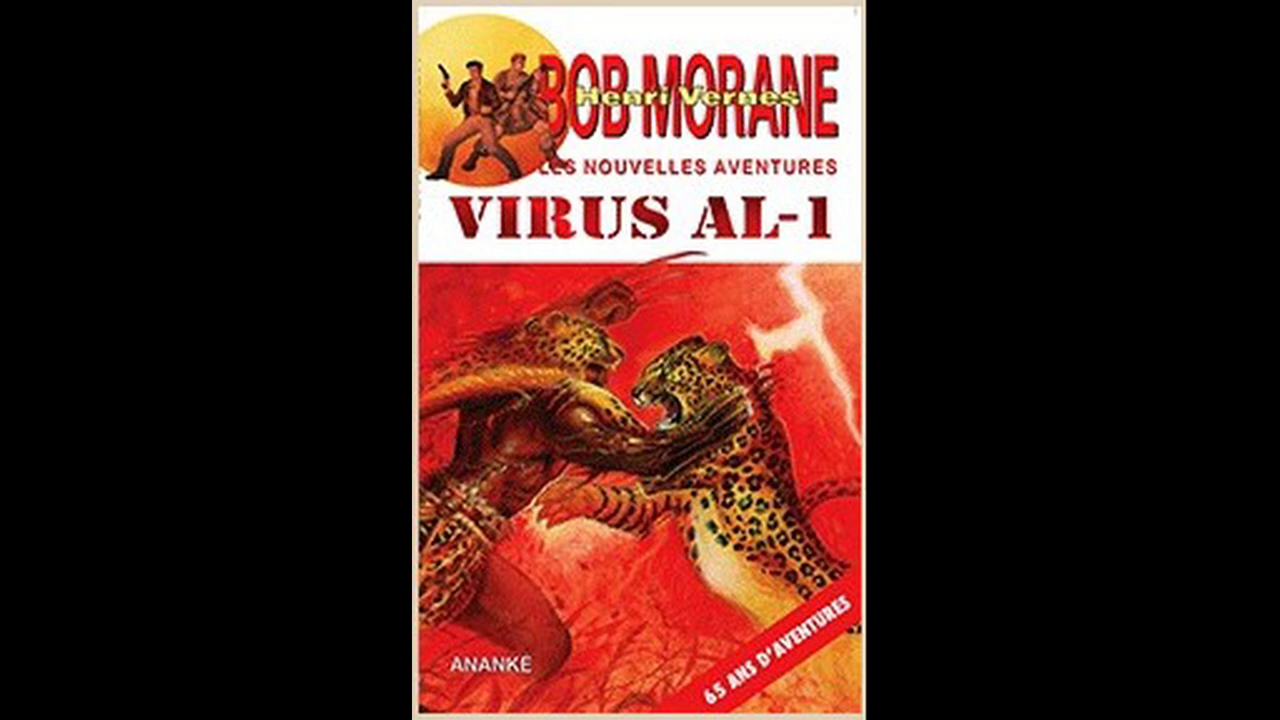 BOB MORANE
Henri Vernes
LES NOUVELLES AVENTURES
VIRUS AL-1
65 ANS D'AVENTURES
ANANKE